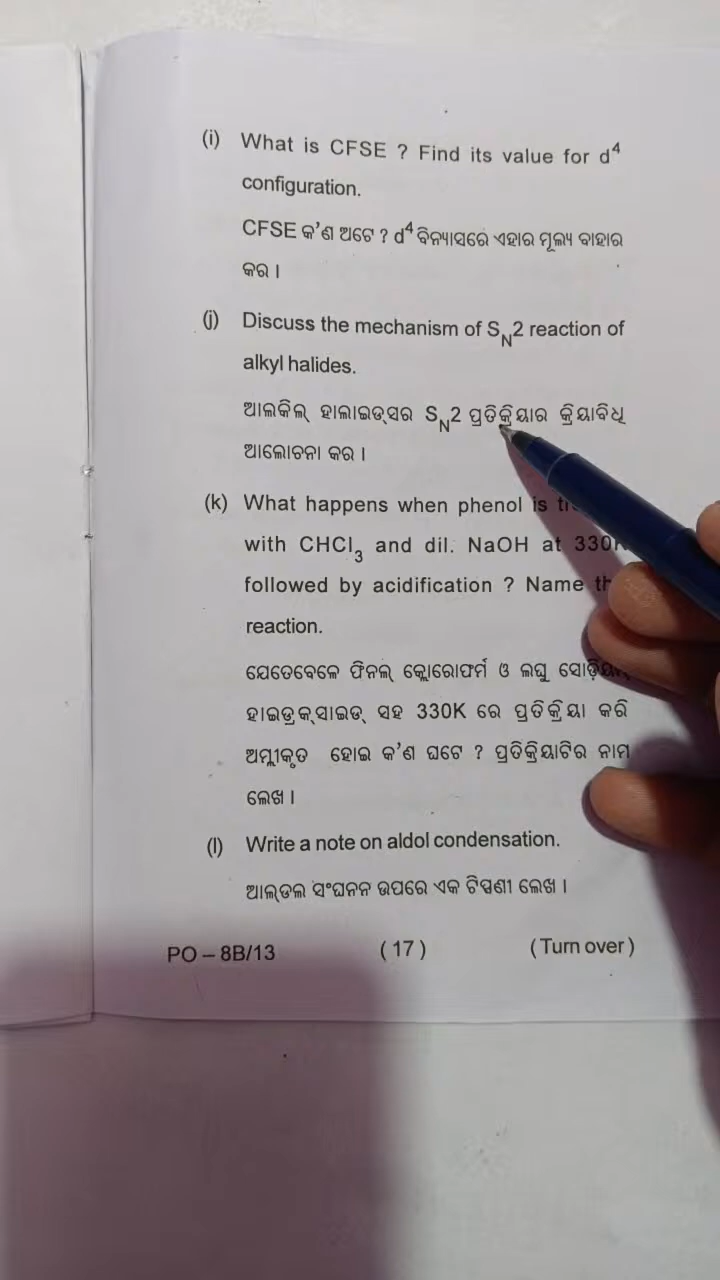 (i) What is CFSE ? Find its value for d⁴
configuration.
CFSE କ'ଣ ଅଟେ ? d⁴ ବିନ୍ୟାସରେ ଏହାର ମୂଲ୍ୟ ବାହାର
କର ।
(j) Discuss the mechanism of S_N2 reaction of
alkyl halides.
ଆଲକିଲ୍ ହାଲାଇଡ୍‌ସର S_N2 ପ୍ରତିକ୍ରିୟାର କ୍ରିୟାବିଧି
ଆଲୋଚନା କର ।
(k) What happens when phenol is
with CHCl₃ and dil. NaOH at 330K
followed by acidification ? Name
reaction.
ଯେତେବେଳେ ଫିନଲ୍ କ୍ଲୋରୋଫର୍ମ ଓ ଲଘୁ
ହାଇଡ୍ରକ୍‌ସାଇଡ୍ ସହ 330K ରେ ପ୍ରତିକ୍ରିୟା କରି
ଅମ୍ଳୀକୃତ ହୋଇ କ'ଣ ଘଟେ ? ପ୍ରତିକ୍ରିୟାଟିର ନାମ
ଲେଖ ।
(l) Write a note on aldol condensation.
ଆଲ୍‌ଡଲ ସଂଘନନ ଉପରେ ଏକ ଟିପ୍ପଣୀ ଲେଖ ।
PO – 8B/13 ( 17 ) ( Turn over )